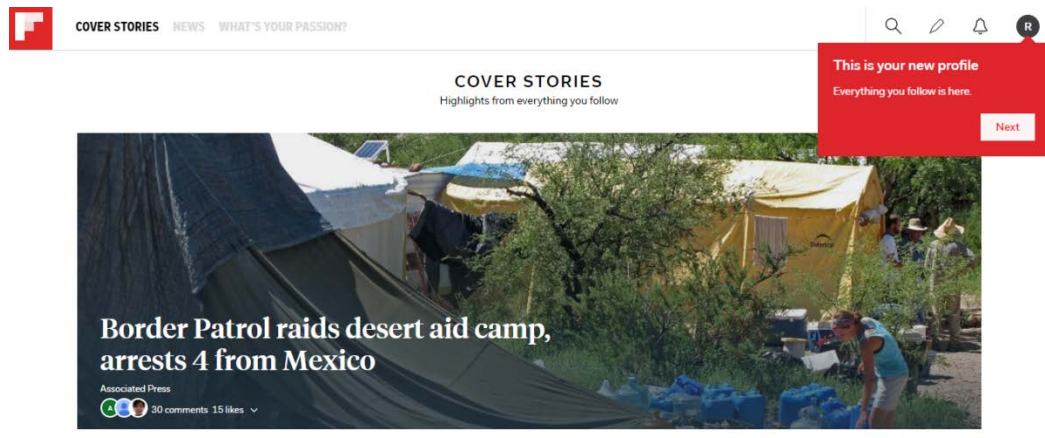 COVER STORIES NEWS WHAT'S YOUR PASSION?
R
This is your new profile
Everything you follow is here.
Next
COVER STORIES
Highlights from everything you follow
Border Patrol raids desert aid camp,
arrests 4 from Mexico
Associated Press
A 30 comments 15 likes